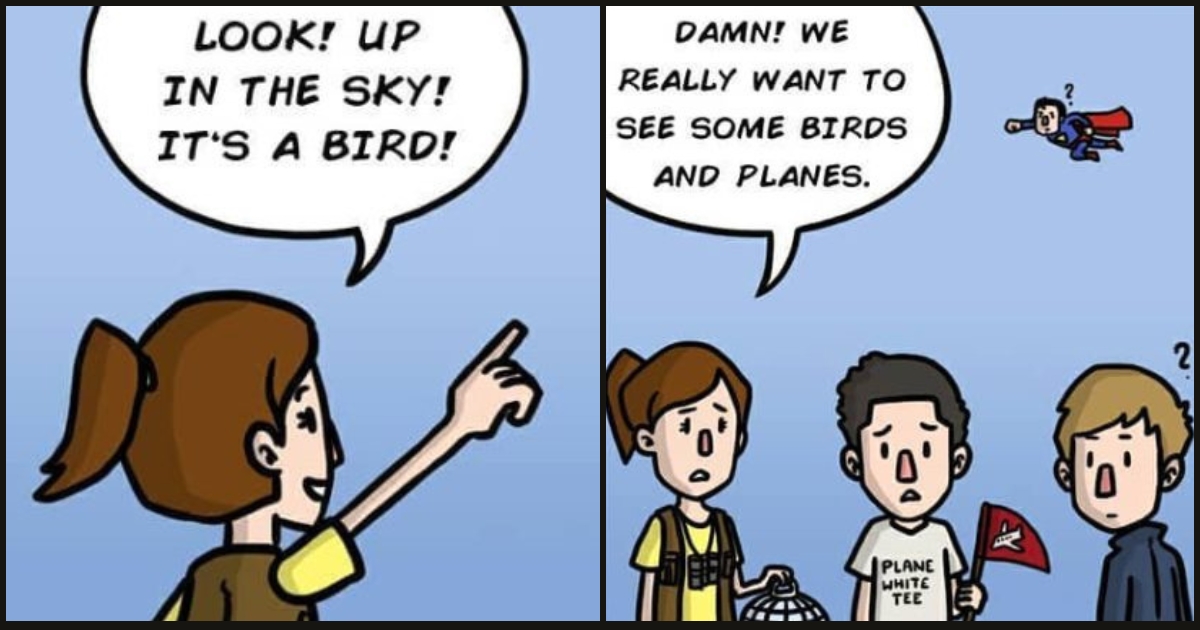 LOOK! UP
IN THE SKY!
IT'S A BIRD!
DAMN! WE
REALLY WANT TO
SEE SOME BIRDS
AND PLANES.
?
?
PLANE
WHITE
TEE